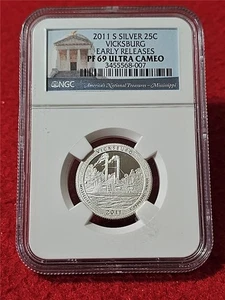 2011 S SILVER 25C
VICKSBURG
EARLY RELEASES
PF 69 ULTRA CAMEO
3455568-007
NGC
America's National Treasures - Mississippi
VICKSBURG
2011